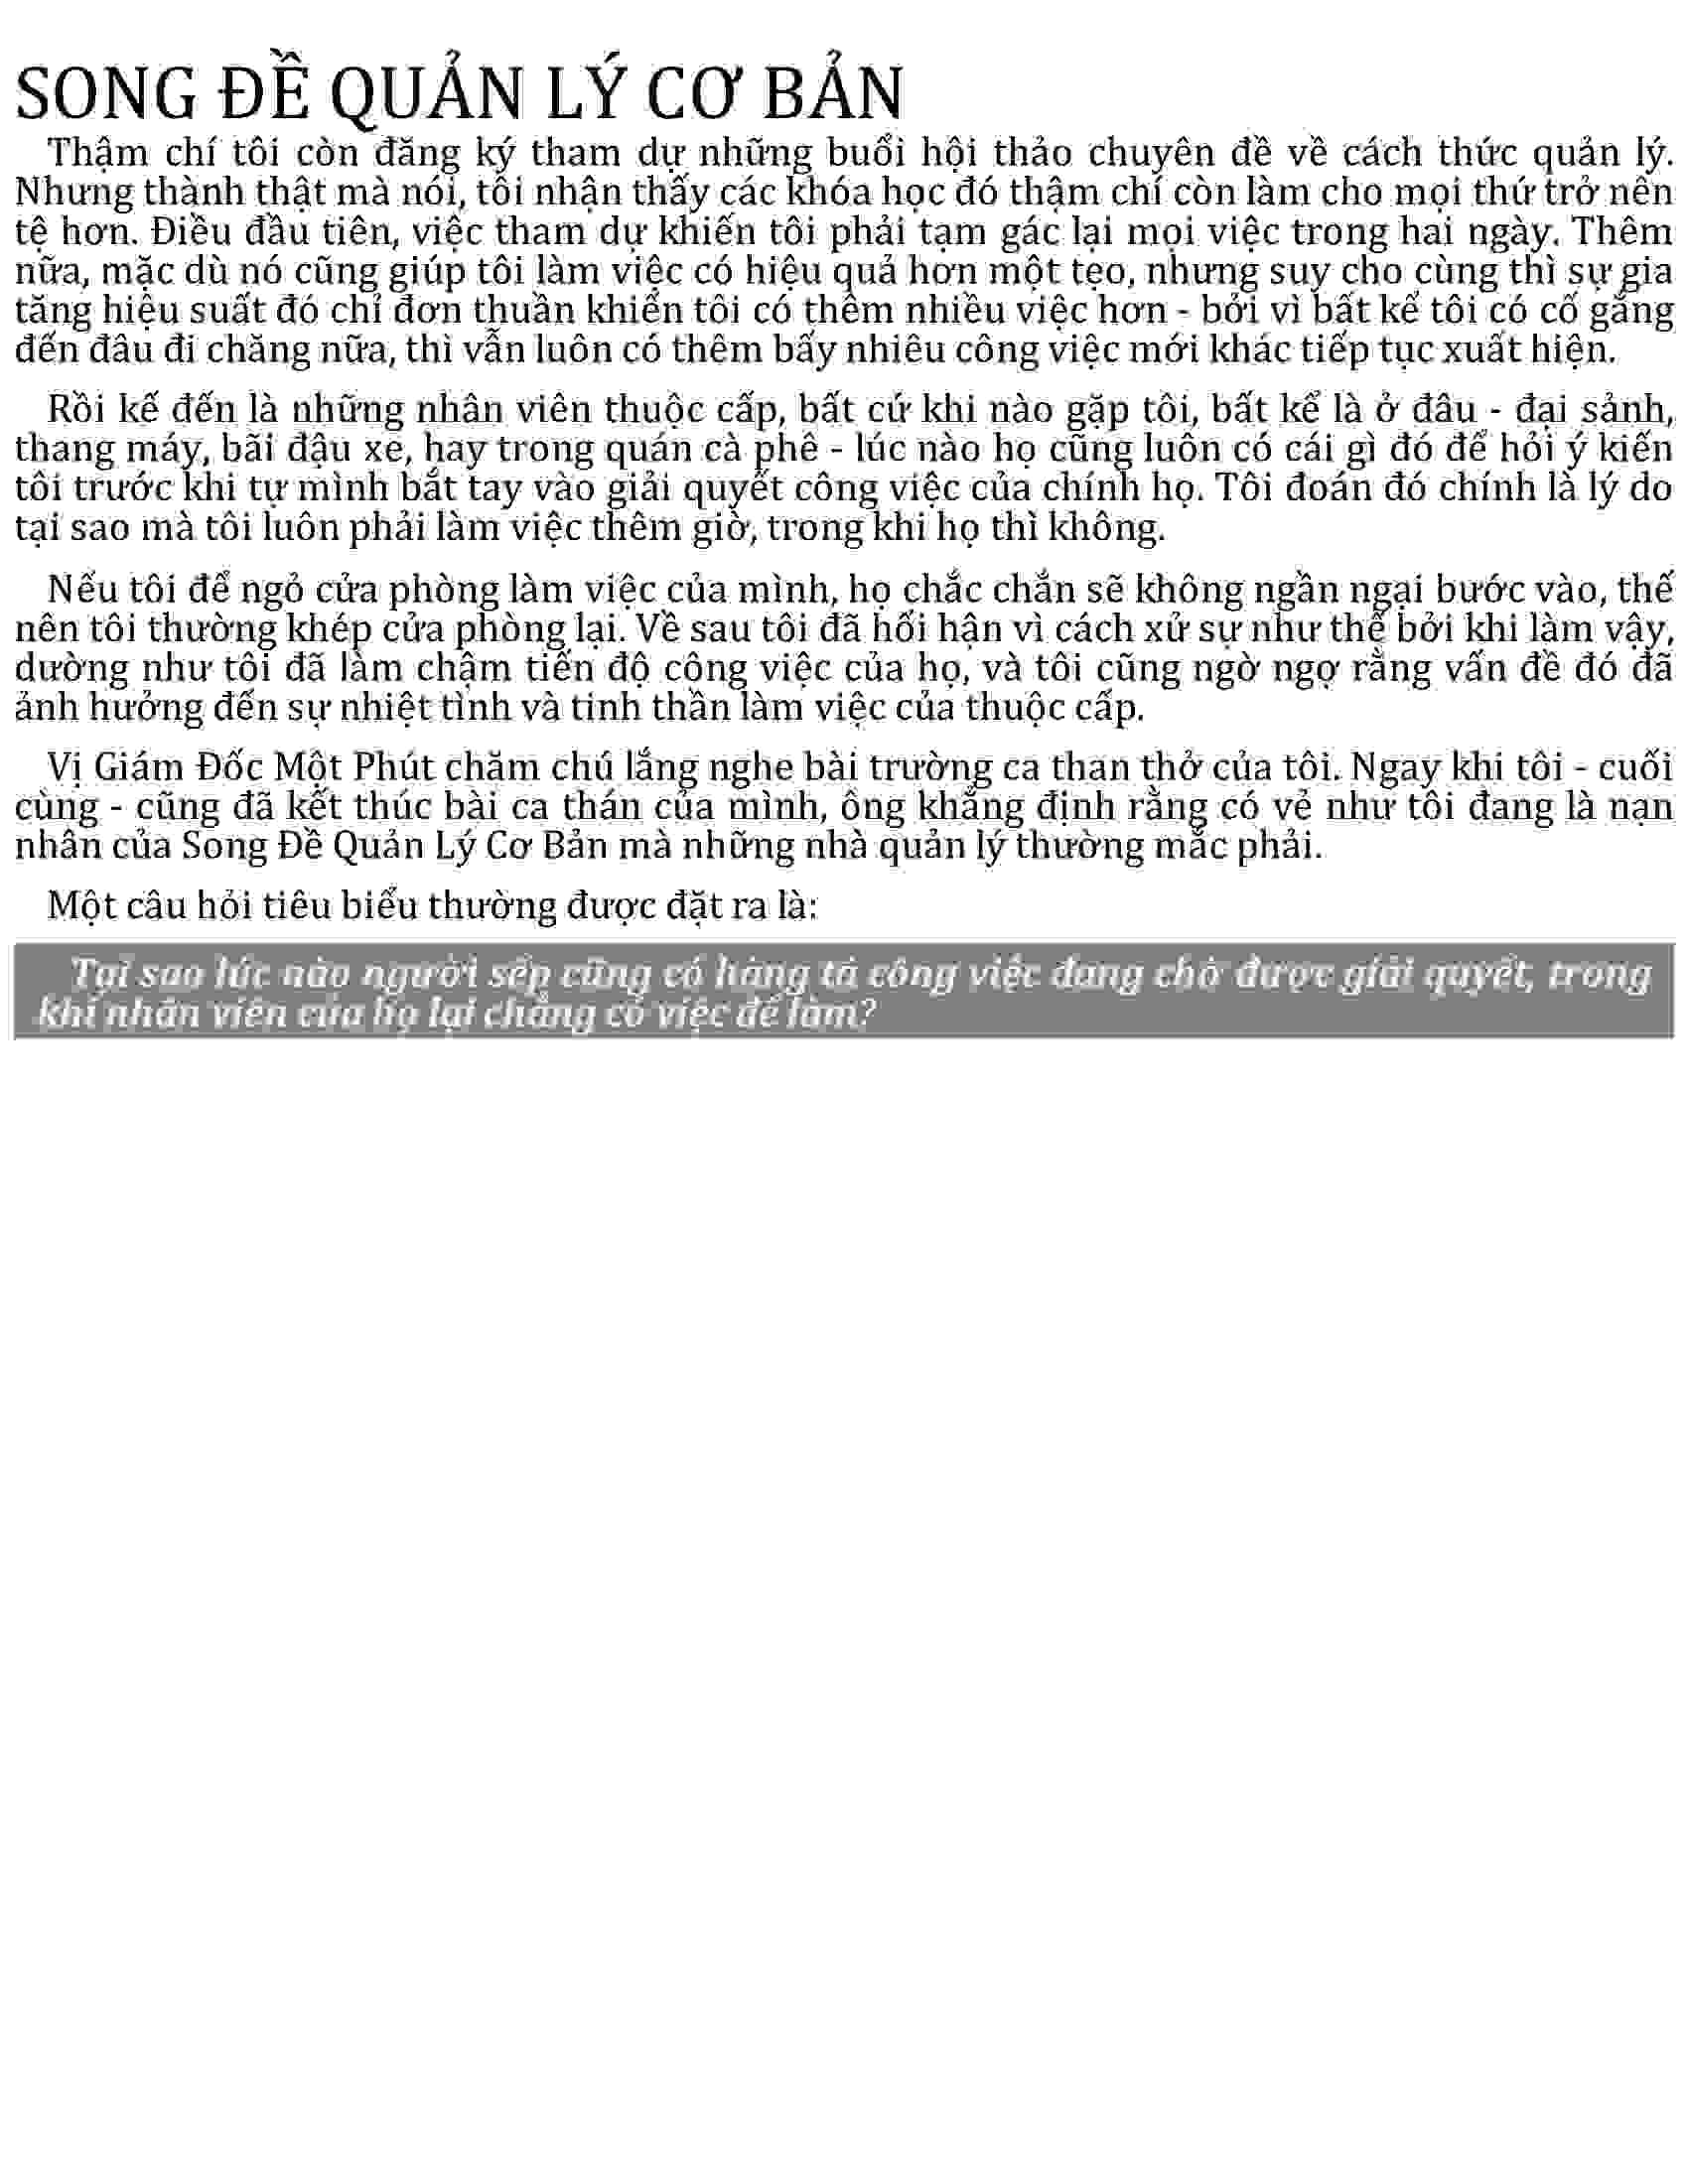 SONG ĐỀ QUẢN LÝ CƠ BẢN
Thậm chí tôi còn đăng ký tham dự những buổi hội thảo chuyên đề về cách thức quản lý.
Nhưng thành thật mà nói, tôi nhận thấy các khóa học đó thậm chí còn làm cho mọi thứ trở nên
tệ hơn. Điều đầu tiên, việc tham dự khiến tôi phải tạm gác lại mọi việc trong hai ngày. Thêm
nữa, mặc dù nó cũng giúp tôi làm việc có hiệu quả hơn một tẹo, nhưng suy cho cùng thì sự gia
tăng hiệu suất đó chỉ đơn thuần khiến tôi có thêm nhiều việc hơn - bởi vì bất kể tôi có cố gắng
đến đâu đi chăng nữa, thì vẫn luôn có thêm bấy nhiêu công việc mới khác tiếp tục xuất hiện.
Rồi kế đến là những nhân viên thuộc cấp, bất cứ khi nào gặp tôi, bất kể là ở đâu - đại sảnh,
thang máy, bãi đậu xe, hay trong quán cà phê - lúc nào họ cũng luôn có cái gì đó để hỏi ý kiến
tôi trước khi tự mình bắt tay vào giải quyết công việc của chính họ. Tôi đoán đó chính là lý do
tại sao mà tôi luôn phải làm việc thêm giờ, trong khi họ thì không.
Nếu tôi để ngỏ cửa phòng làm việc của mình, họ chắc chắn sẽ không ngần ngại bước vào, thế
nên tôi thường khép cửa phòng lại. Về sau tôi đã hối hận vì cách xử sự như thế bởi khi làm vậy,
dường như tôi đã làm chậm tiến độ công việc của họ, và tôi cũng ngờ ngợ rằng vấn đề đó đã
ảnh hưởng đến sự nhiệt tình và tinh thần làm việc của thuộc cấp.
Vị Giám Đốc Một Phút chăm chú lắng nghe bài trường ca than thở của tôi. Ngay khi tôi - cuối
cùng - cũng đã kết thúc bài ca thán của mình, ông khẳng định rằng có vẻ như tôi đang là nạn
nhân của Song Đề Quản Lý Cơ Bản mà những nhà quản lý thường mắc phải.
Một câu hỏi tiêu biểu thường được đặt ra là:
Tại sao lúc nào người sếp cũng có hàng tá công việc đang chờ được giải quyết, trong
khi nhân viên của họ lại chẳng có việc để làm?